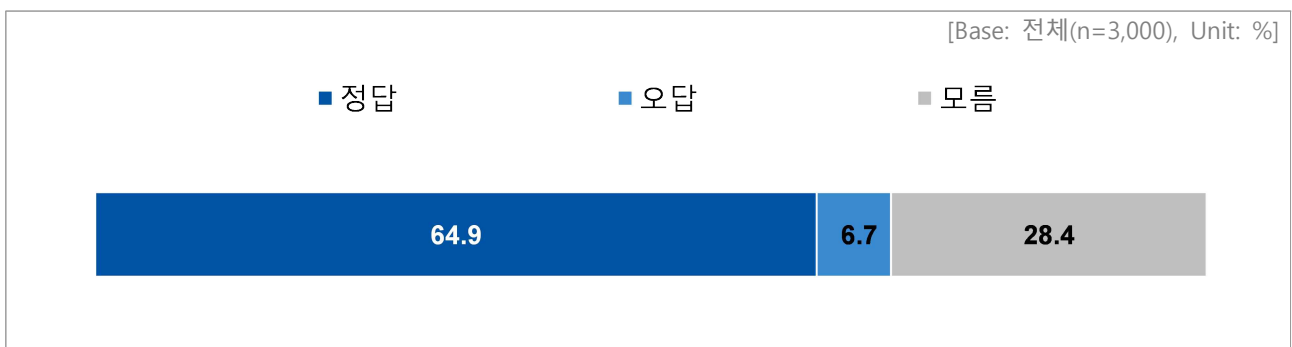 [Base: 전체(n=3,000), Unit: %]
정답 오답 모름
64.9 6.7 28.4